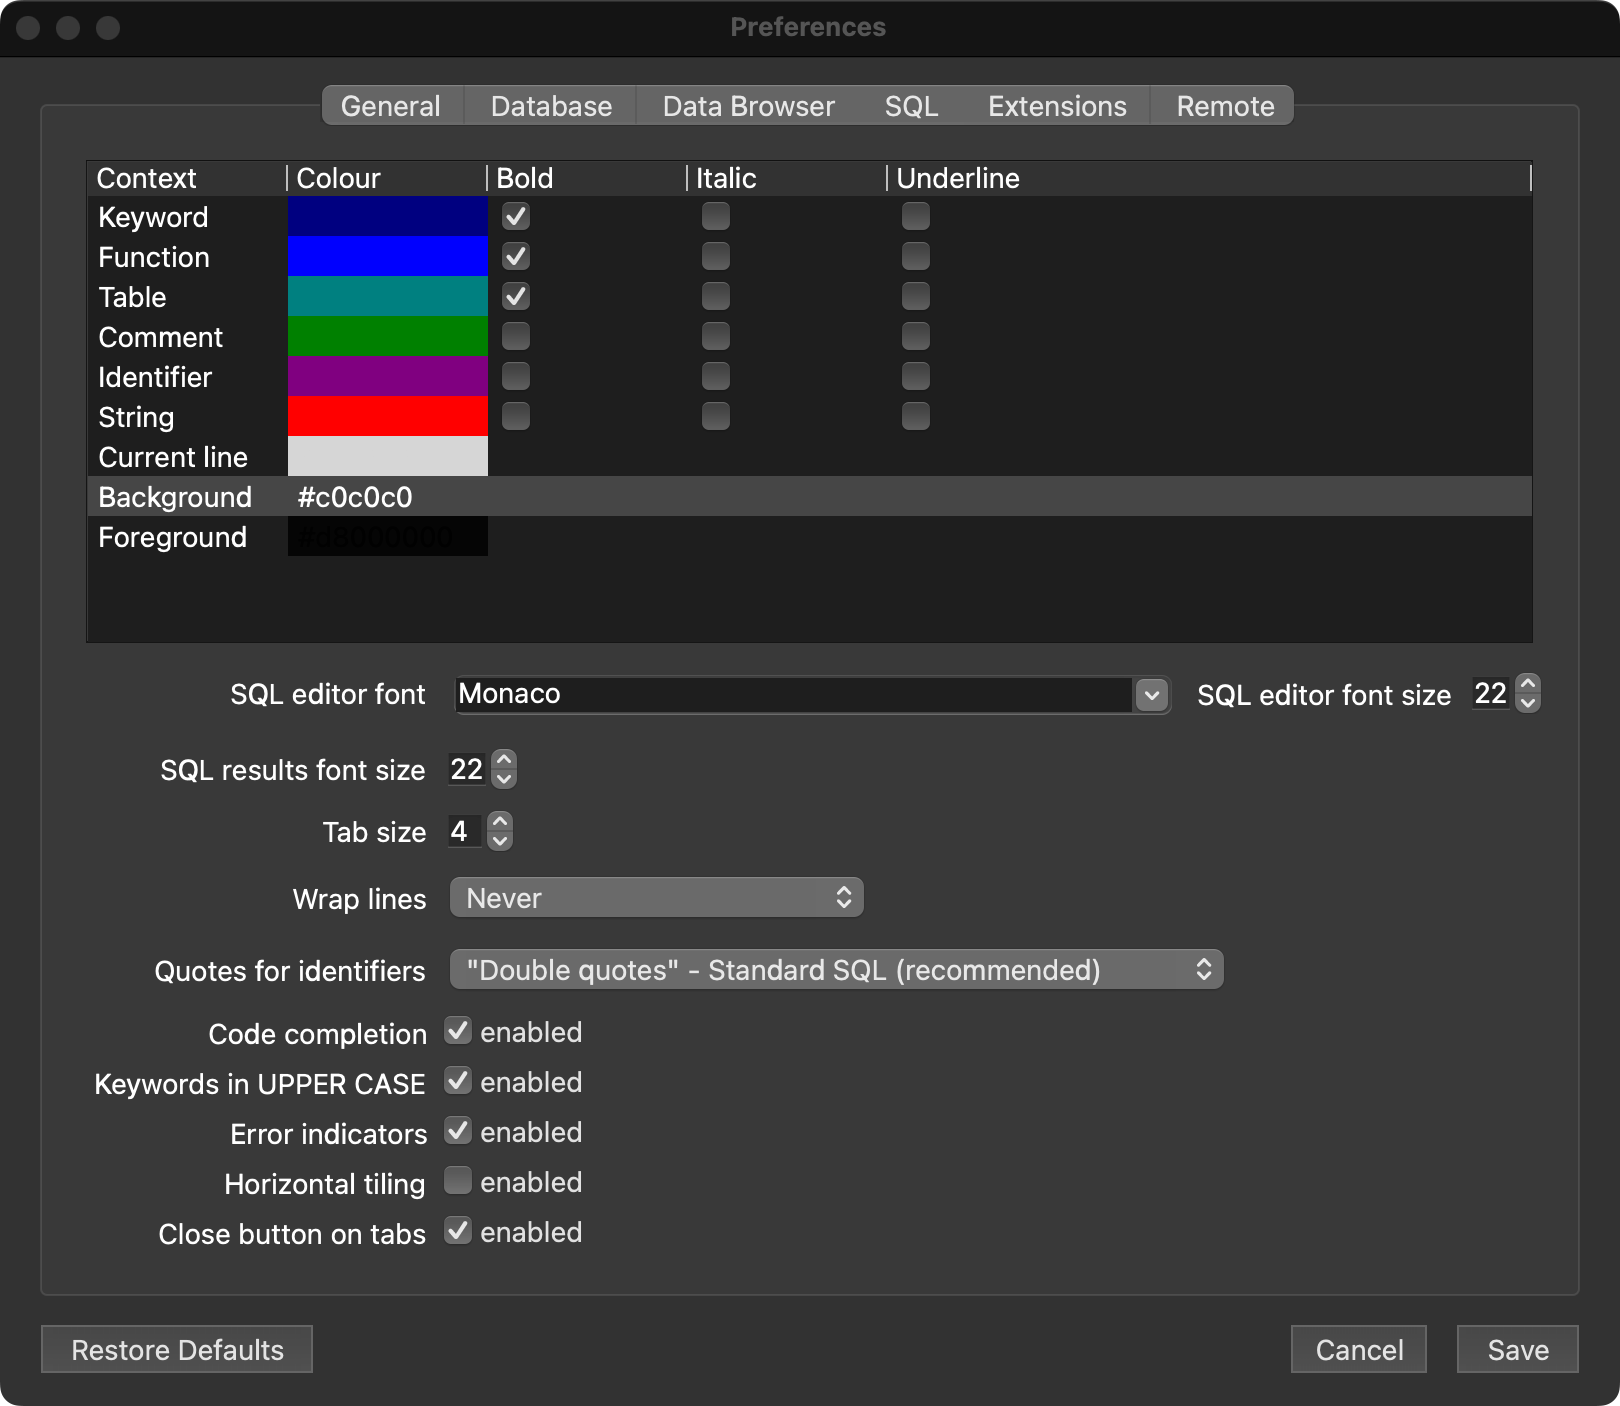 Preferences
General Database Data Browser SQL Extensions Remote
Context Colour Bold Italic Underline
Keyword
Function
Table
Comment
Identifier
String
Current line
Background #c0c0c0
Foreground #d8000000
SQL editor font Monaco SQL editor font size 22
SQL results font size 22
Tab size 4
Wrap lines Never
Quotes for identifiers "Double quotes" - Standard SQL (recommended)
Code completion enabled
Keywords in UPPER CASE enabled
Error indicators enabled
Horizontal tiling enabled
Close button on tabs enabled
Restore Defaults Cancel Save